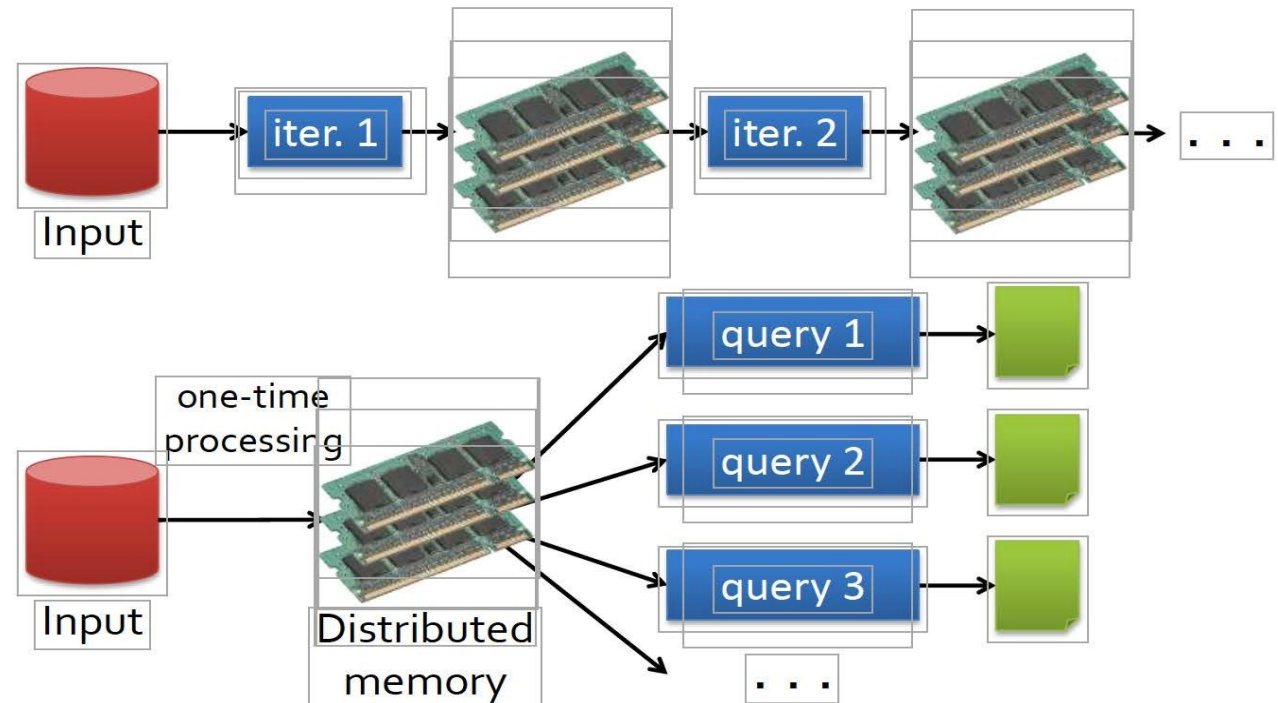 iter. 1
iter. 2
. . .
Input
query 1
one-time
processing
query 2
Input
query 3
Distributed
memory
. . .